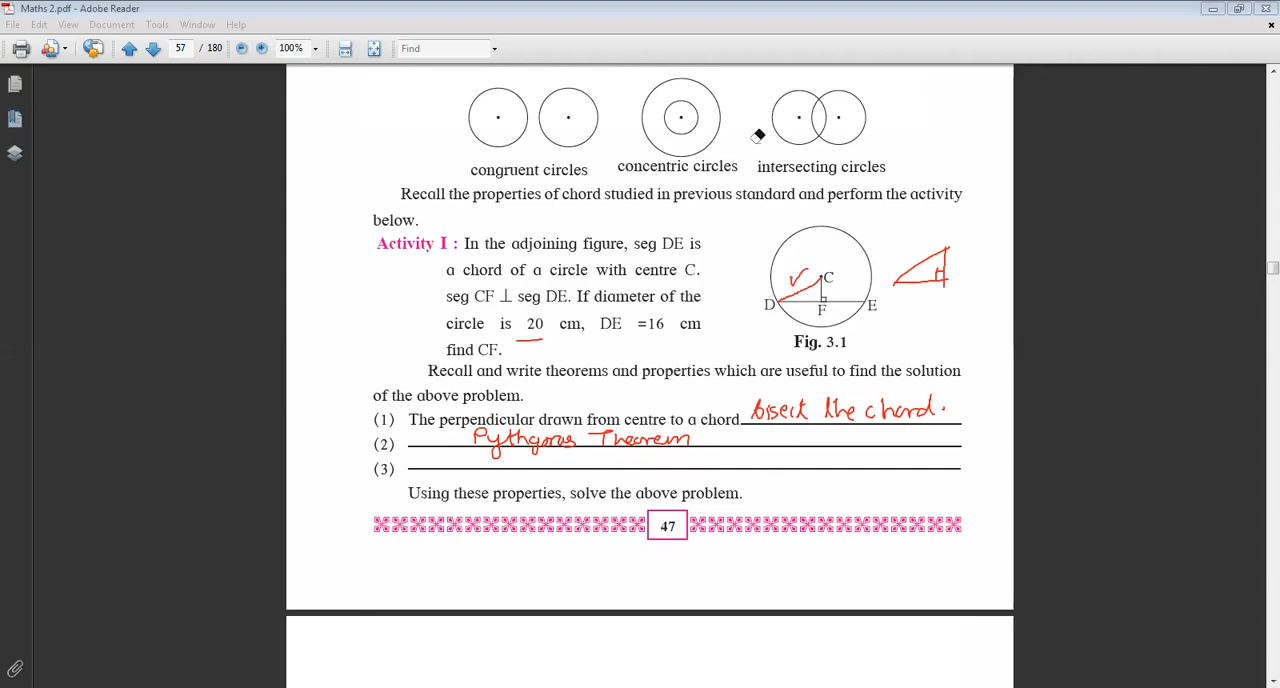 Maths 2.pdf - Adobe Reader
File Edit View Document Tools Window Help
57 / 180 100% Find
congruent circles concentric circles intersecting circles
Recall the properties of chord studied in previous standard and perform the activity
below.
Activity I : In the adjoining figure, seg DE is
a chord of a circle with centre C.
seg CF ⊥ seg DE. If diameter of the
circle is 20 cm, DE =16 cm
find CF.
C
D F E
Fig. 3.1
Recall and write theorems and properties which are useful to find the solution
of the above problem.
(1) The perpendicular drawn from centre to a chord bisect the chord.
(2) Pythgoras Theorem
(3)
Using these properties, solve the above problem.
47